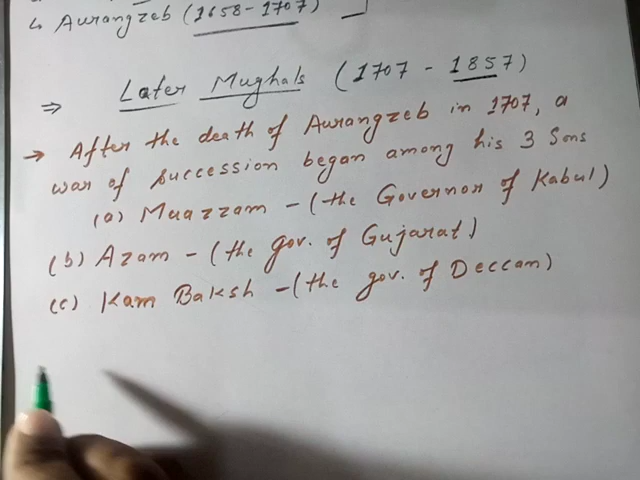 ↳ Aurangzeb (1658-1707)
⇒ Later Mughals (1707 - 1857)
→ After the death of Aurangzeb in 1707, a
war of succession began among his 3 Sons
(a) Muazzam - (the Governor of Kabul)
(b) Azam - (the gov. of Gujarat)
(c) Kam Baksh - (the gov. of Deccan)